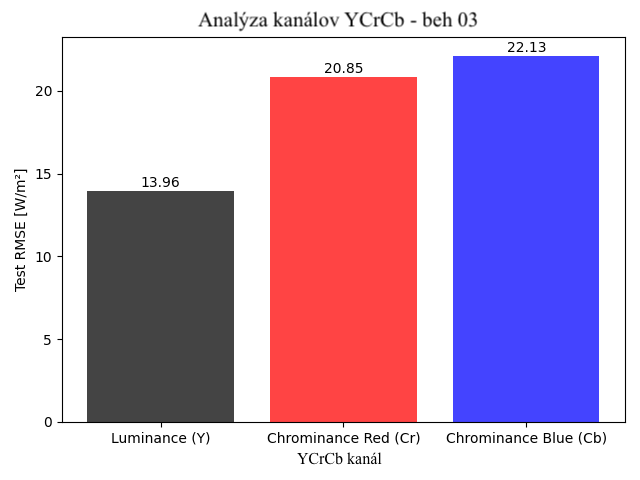 Analýza kanálov YCrCb - beh 03
22.13
20.85
13.96
20
15
10
5
0
Test RMSE [W/m²]
Luminance (Y)
Chrominance Red (Cr)
Chrominance Blue (Cb)
YCrCb kanál